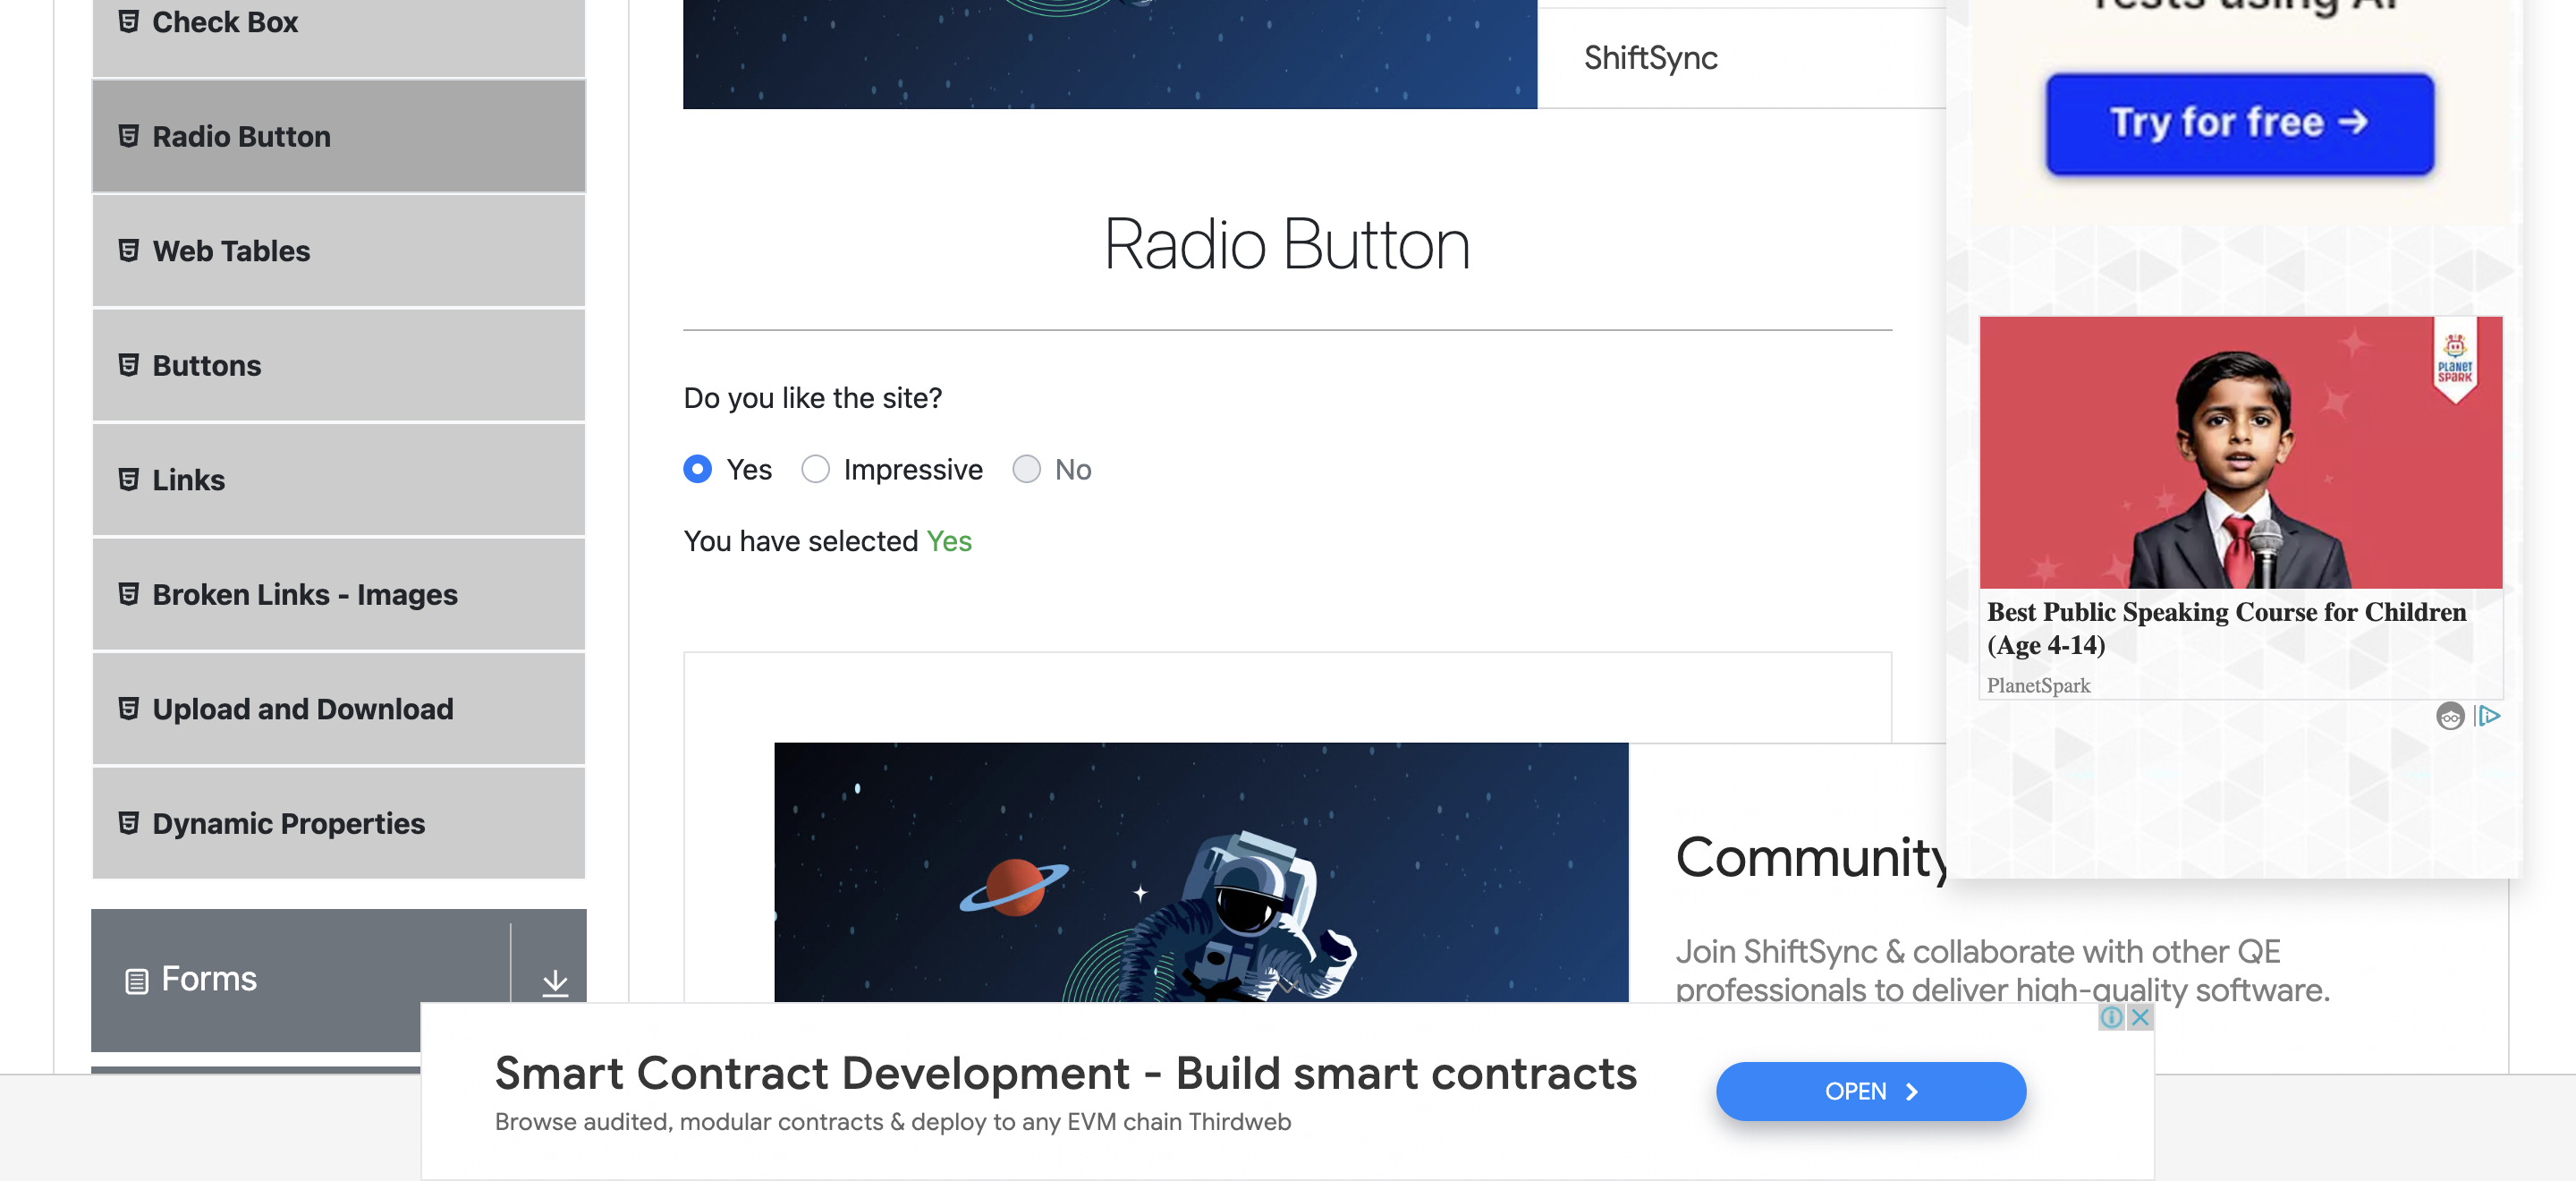 Check Box
Radio Button
Web Tables
Buttons
Links
Broken Links - Images
Upload and Download
Dynamic Properties
Forms
ShiftSync
Radio Button
Do you like the site?
Yes Impressive No
You have selected Yes
Community
Join ShiftSync & collaborate with other QE
professionals to deliver high-quality software.
Tests using AI
Try for free →
PLANET
SPARK
Best Public Speaking Course for Children
(Age 4-14)
PlanetSpark
Smart Contract Development - Build smart contracts
Browse audited, modular contracts & deploy to any EVM chain Thirdweb
OPEN